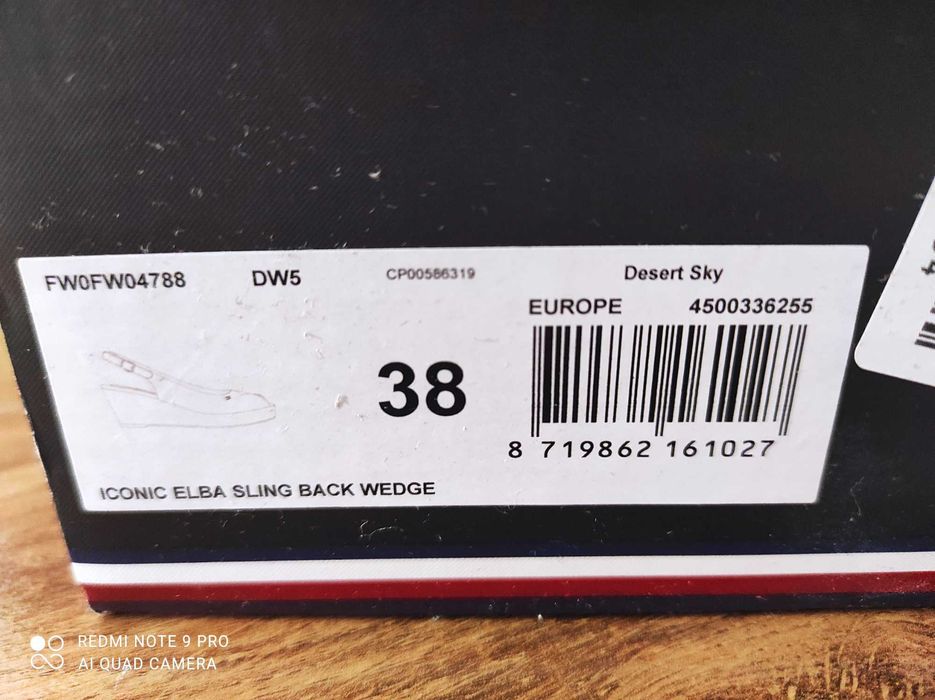 FW0FW04788 DW5 CP00586319 Desert Sky
EUROPE 4500336255
38
8 719862 161027
ICONIC ELBA SLING BACK WEDGE
REDMI NOTE 9 PRO
AI QUAD CAMERA